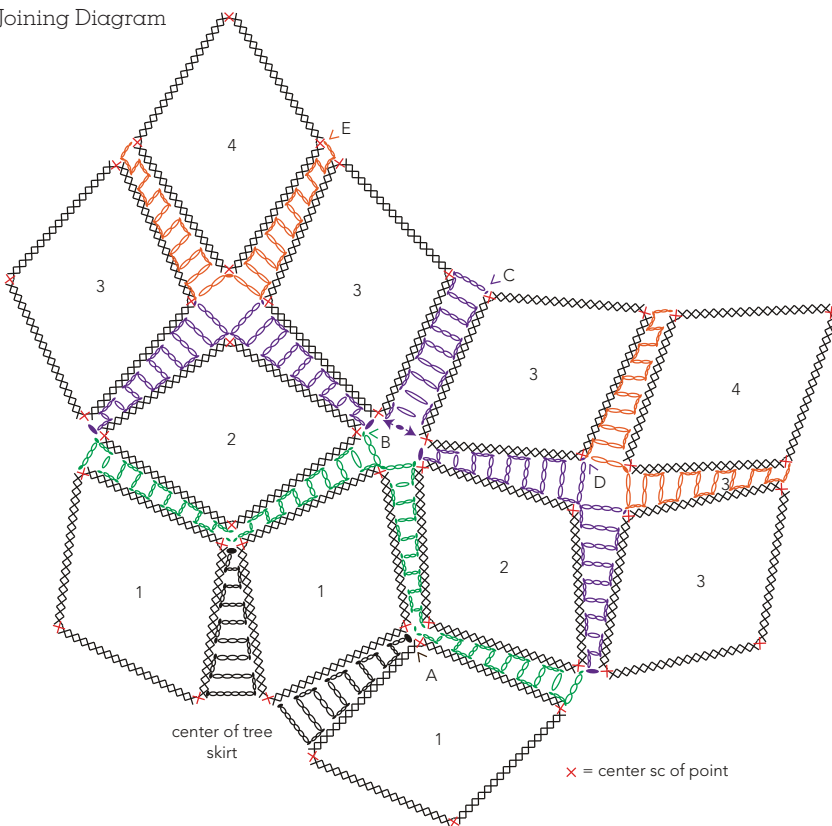 Joining Diagram
4
E
3
3
C
3
4
2
B
D
3
1
1
2
3
A
center of tree
skirt
1
× = center sc of point